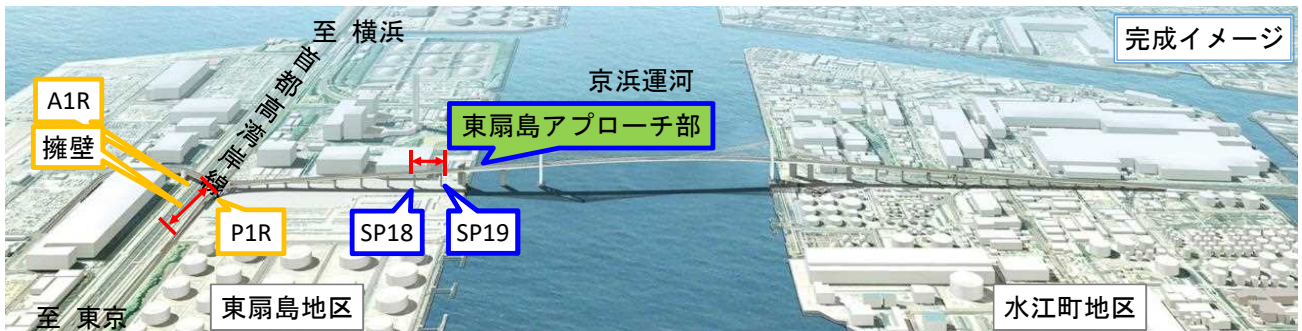 完成イメージ
至 横浜
首都高湾岸線
京浜運河
A1R
擁壁
東扇島アプローチ部
P1R
SP18
SP19
東扇島地区
水江町地区
至 東京